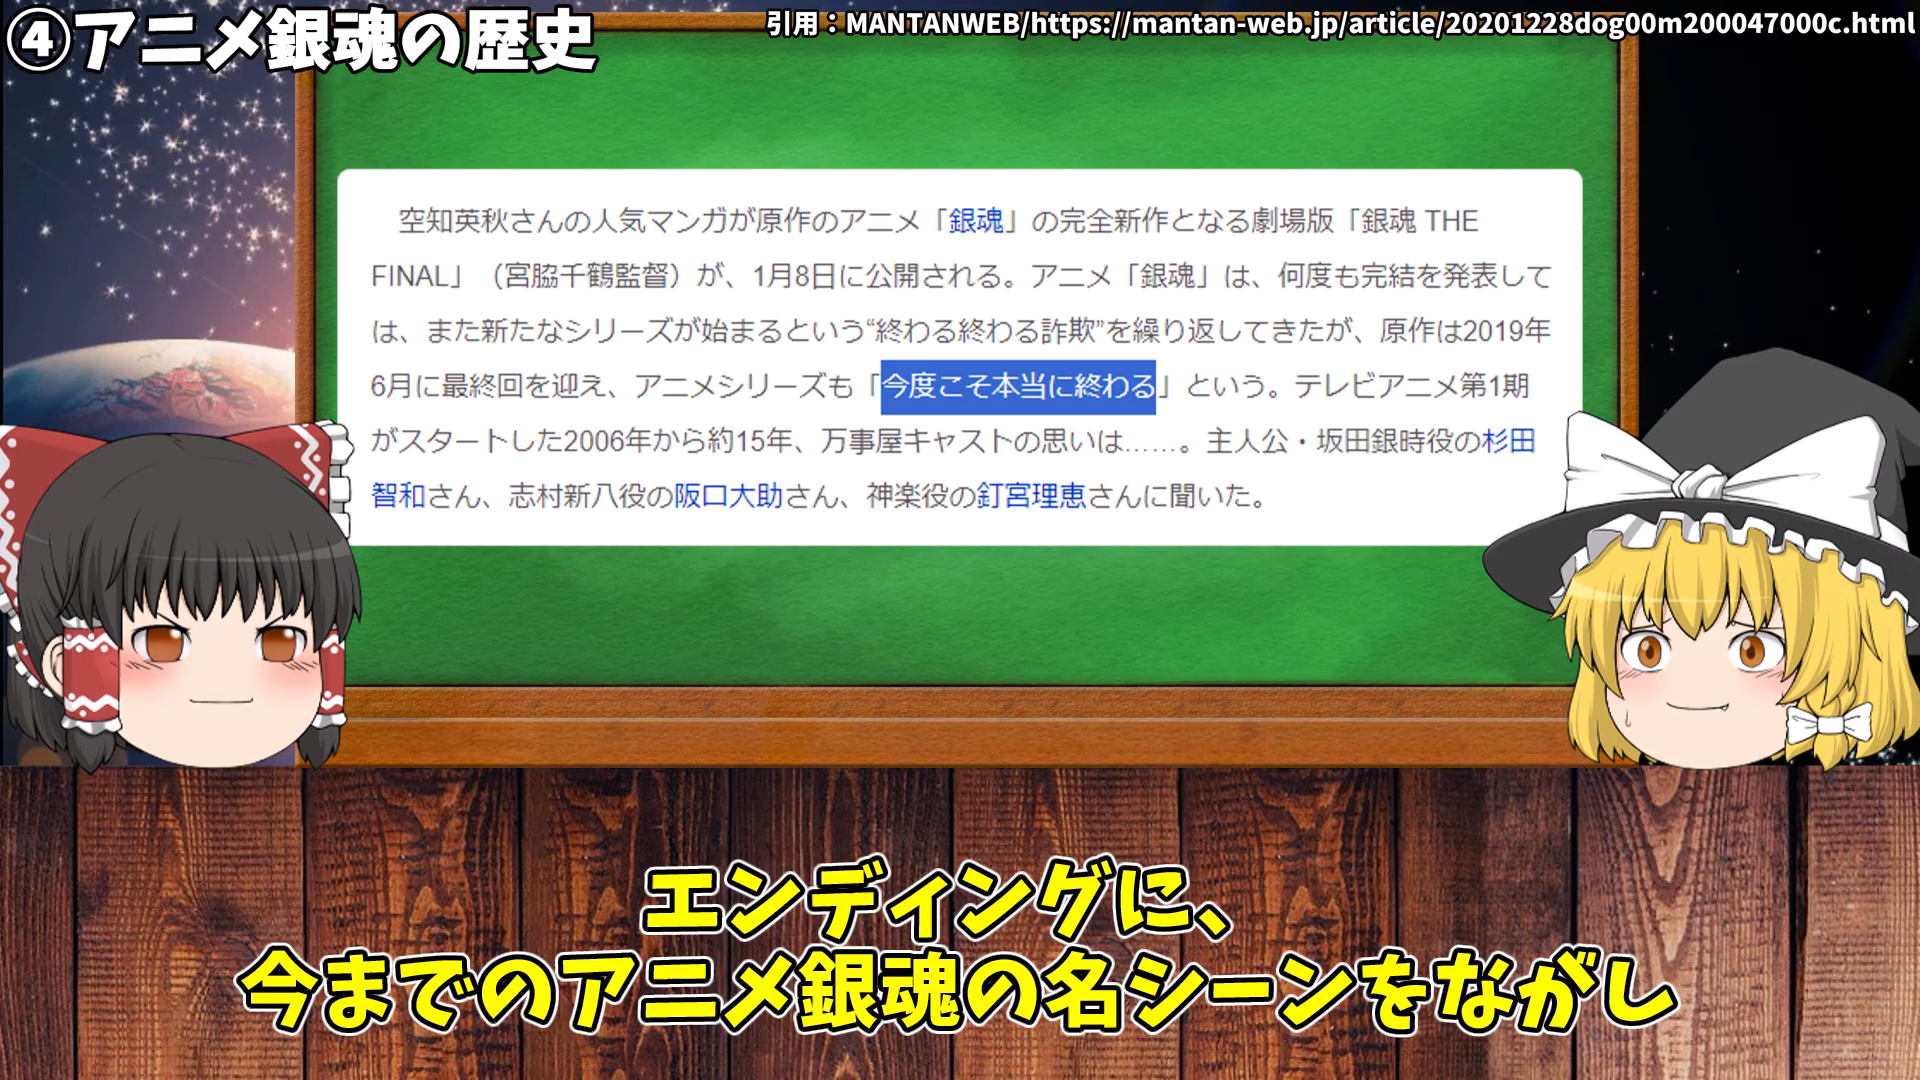 ④アニメ銀魂の歴史
引用：MANTANWEB/https://mantan-web.jp/article/20201228dog00m200047000c.html
空知英秋さんの人気マンガが原作のアニメ「銀魂」の完全新作となる劇場版「銀魂 THE
FINAL」（宮脇千鶴監督）が、1月8日に公開される。アニメ「銀魂」は、何度も完結を発表して
は、また新たなシリーズが始まるという“終わる終わる詐欺”を繰り返してきたが、原作は2019年
6月に最終回を迎え、アニメシリーズも「今度こそ本当に終わる」という。テレビアニメ第1期
がスタートした2006年から約15年、万事屋キャストの思いは……。主人公・坂田銀時役の杉田
智和さん、志村新八役の阪口大助さん、神楽役の釘宮理恵さんに聞いた。
エンディングに、
今までのアニメ銀魂の名シーンをながし